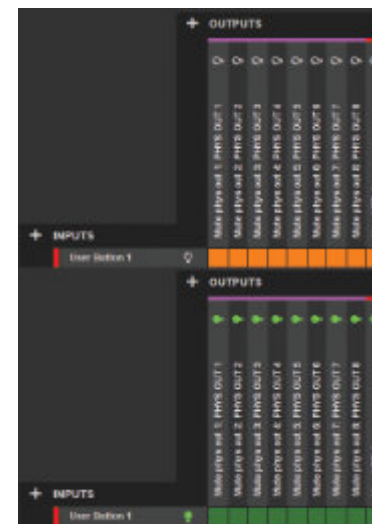 + OUTPUTS
Mute phys out 1: PHYS OUT 1
Mute phys out 2: PHYS OUT 2
Mute phys out 3: PHYS OUT 3
Mute phys out 4: PHYS OUT 4
Mute phys out 5: PHYS OUT 5
Mute phys out 6: PHYS OUT 6
Mute phys out 7: PHYS OUT 7
Mute phys out 8: PHYS OUT 8
+ INPUTS
User Button 1
+ OUTPUTS
Mute phys out 1: PHYS OUT 1
Mute phys out 2: PHYS OUT 2
Mute phys out 3: PHYS OUT 3
Mute phys out 4: PHYS OUT 4
Mute phys out 5: PHYS OUT 5
Mute phys out 6: PHYS OUT 6
Mute phys out 7: PHYS OUT 7
Mute phys out 8: PHYS OUT 8
+ INPUTS
User Button 1